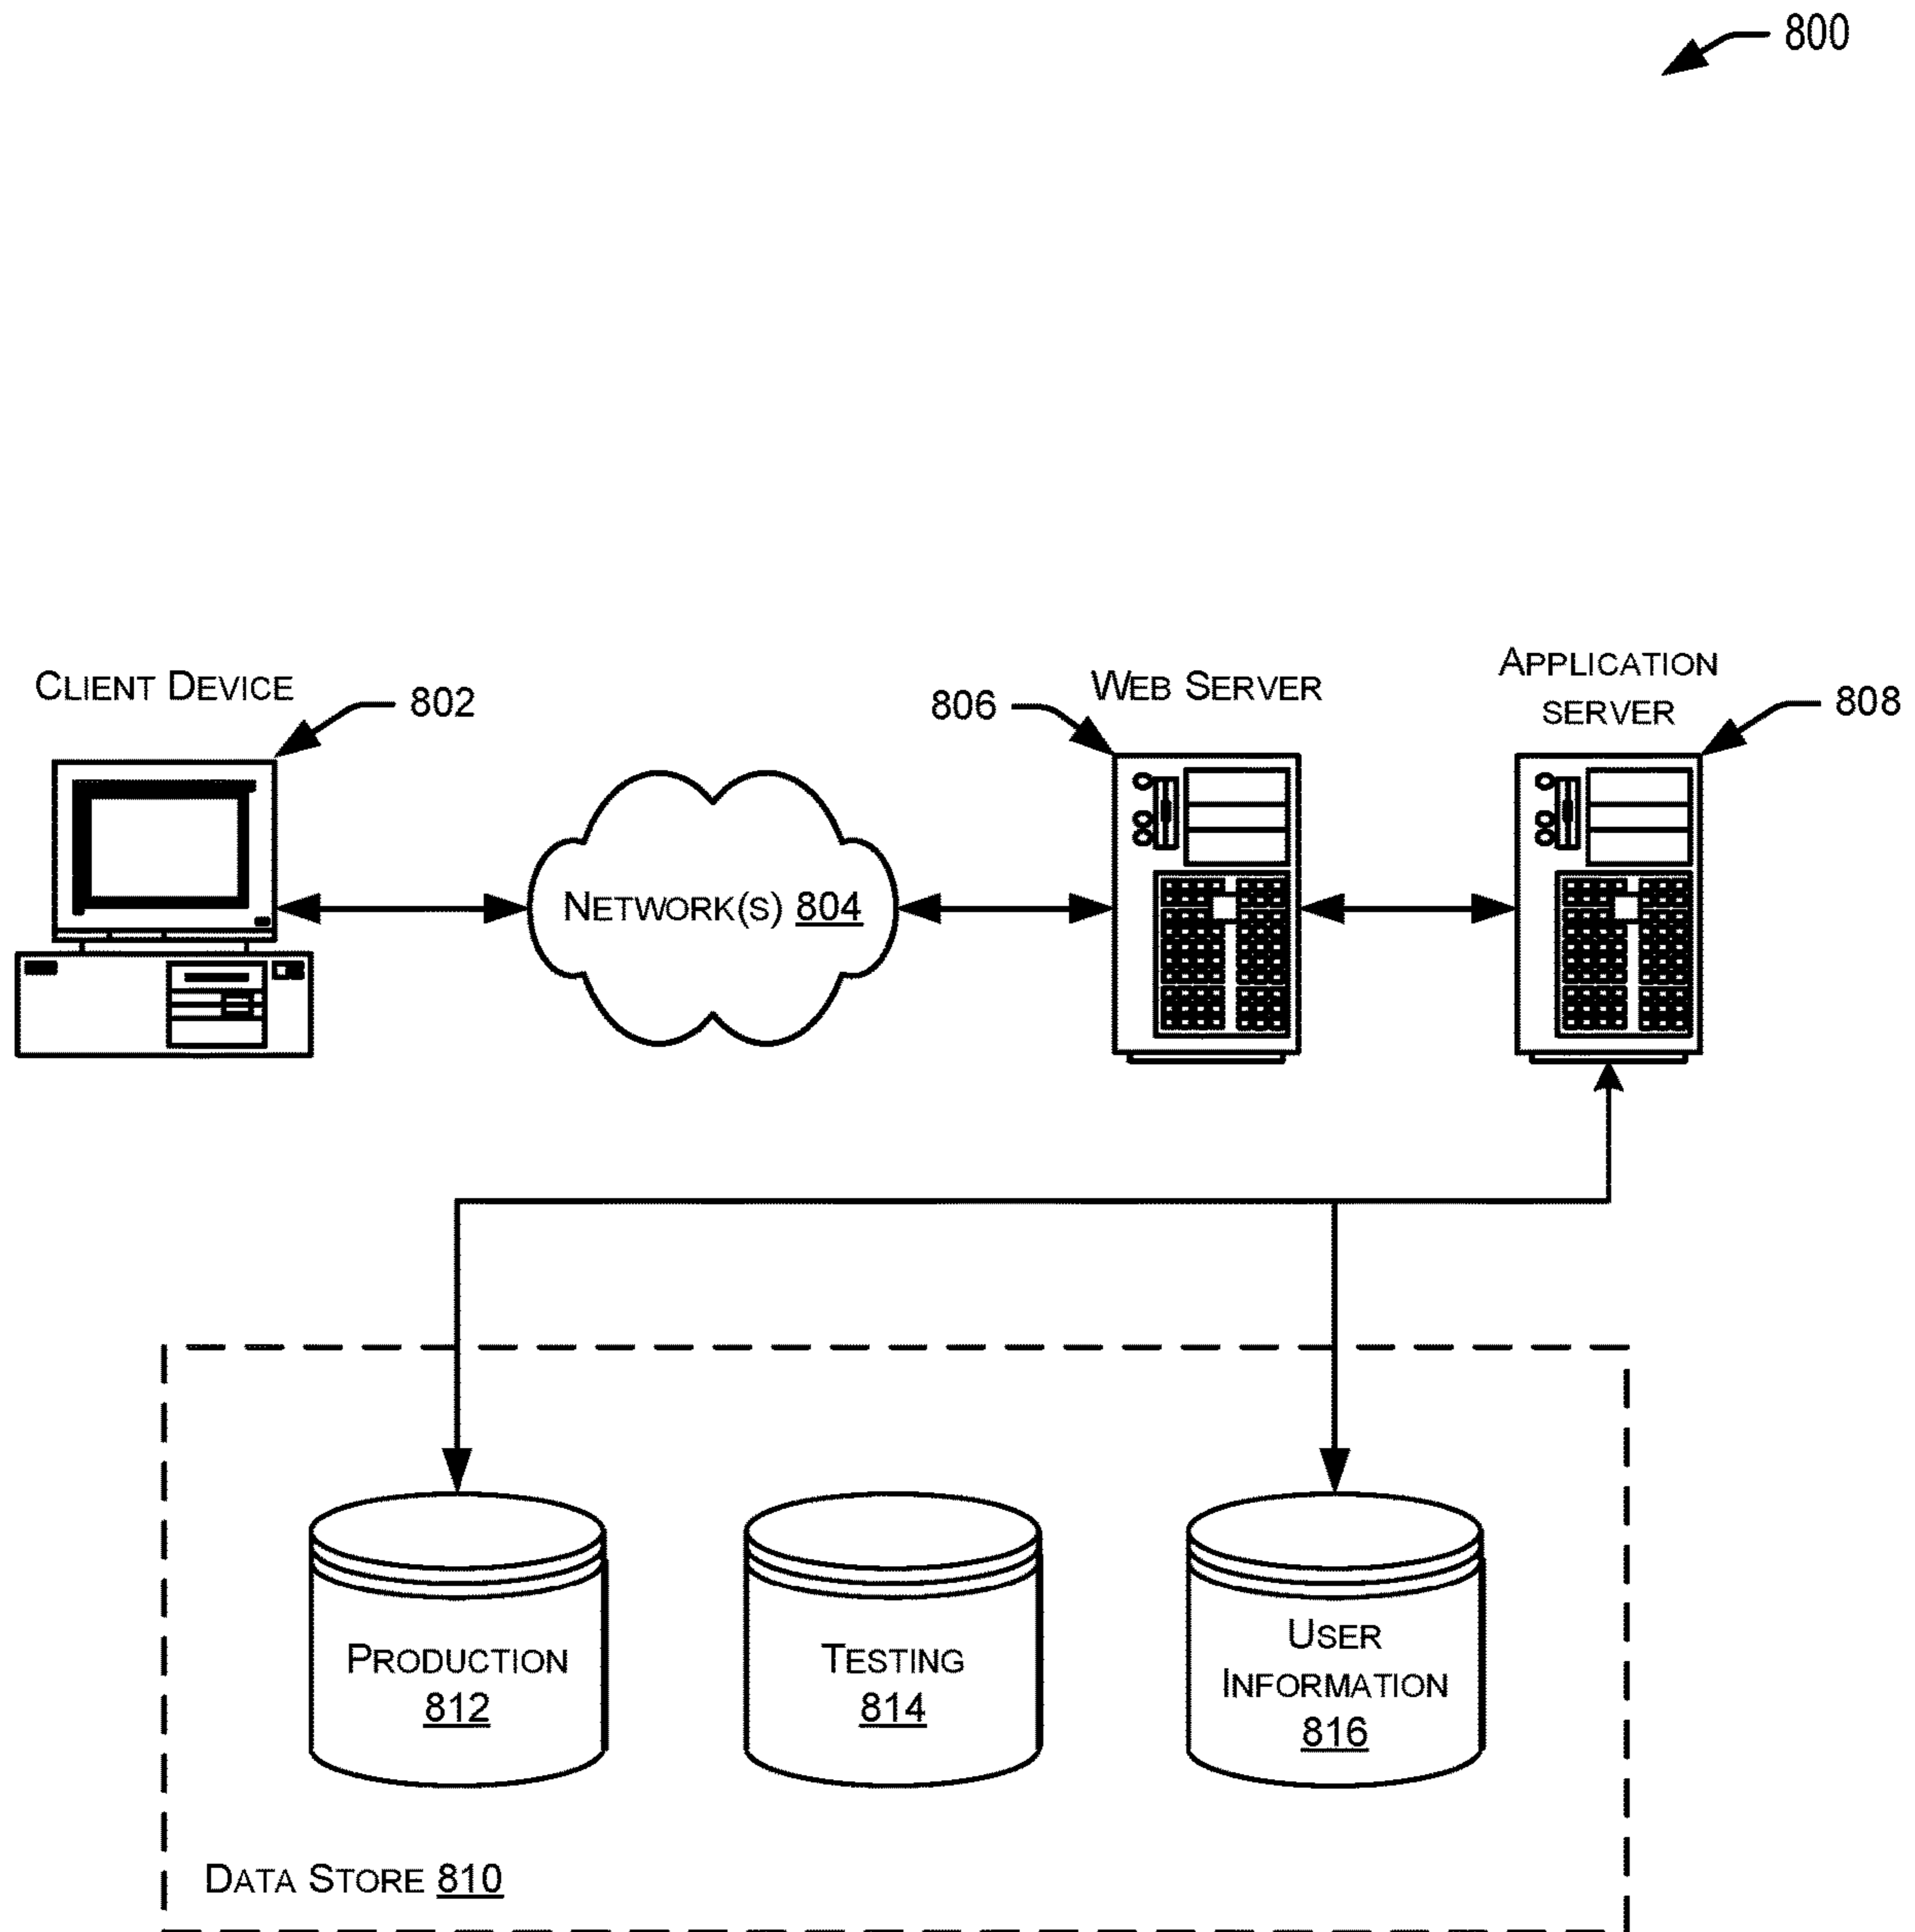 800
CLIENT DEVICE
802
NETWORK(S) 804
806
WEB SERVER
APPLICATION
SERVER
808
PRODUCTION
812
TESTING
814
USER
INFORMATION
816
DATA STORE 810